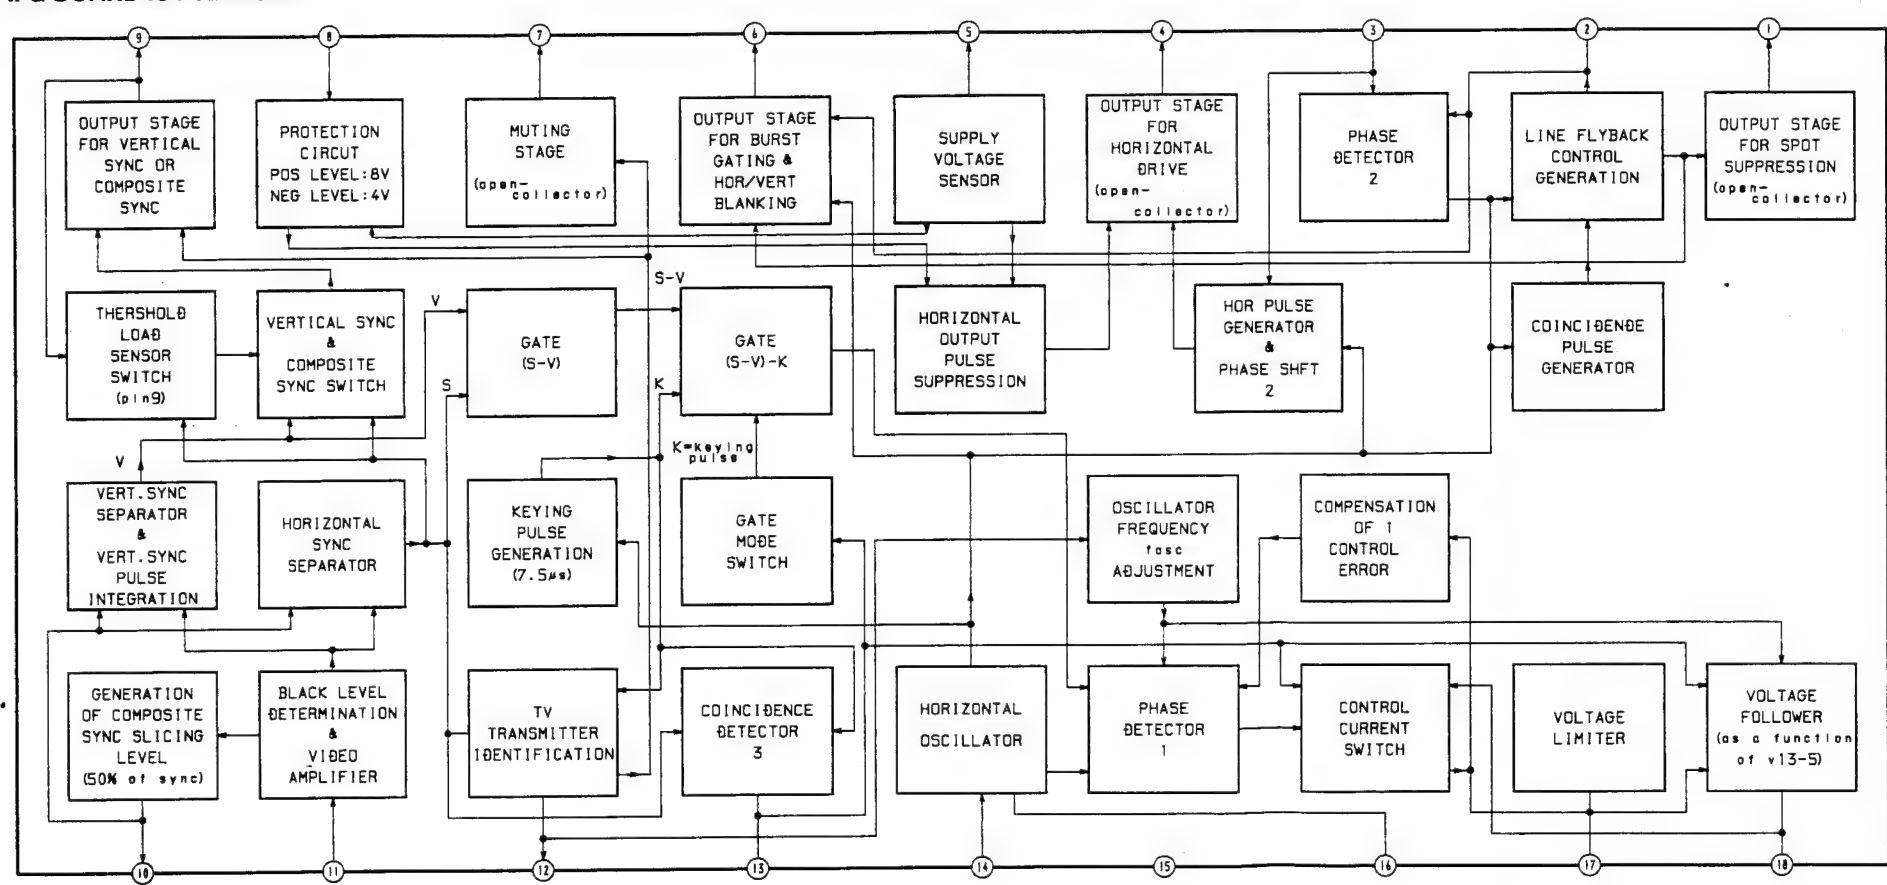 9 8 7 6 5 4 3 2 1
OUTPUT STAGE
FOR VERTICAL
SYNC OR
COMPOSITE
SYNC
PROTECTION
CIRCUT
POS LEVEL:8V
NEG LEVEL:4V
MUTING
STAGE
(open-
collector)
OUTPUT STAGE
FOR BURST
GATING &
HOR/VERT
BLANKING
SUPPLY
VOLTAGE
SENSOR
OUTPUT STAGE
FOR
HORIZONTAL
DRIVE
(open-
collector)
PHASE
DETECTOR
2
LINE FLYBACK
CONTROL
GENERATION
OUTPUT STAGE
FOR SPOT
SUPPRESSION
(open-
collector)
THERSHOLD
LOAD
SENSOR
SWITCH
(pin9)
VERTICAL SYNC
&
COMPOSITE
SYNC SWITCH
V
S
GATE
(S-V)
S-V
K
GATE
(S-V)-K
HORIZONTAL
OUTPUT
PULSE
SUPPRESSION
HOR PULSE
GENERATOR
&
PHASE SHFT
2
COINCIDENDE
PULSE
GENERATOR
V
K=keying
pulse
VERT.SYNC
SEPARATOR
&
VERT.SYNC
PULSE
INTEGRATION
HORIZONTAL
SYNC
SEPARATOR
KEYING
PULSE
GENERATION
(7.5µs)
GATE
MODE
SWITCH
OSCILLATOR
FREQUENCY
fosc
ADJUSTMENT
COMPENSATION
OF 1
CONTROL
ERROR
GENERATION
OF COMPOSITE
SYNC SLICING
LEVEL
(50% of sync)
BLACK LEVEL
DETERMINATION
&
VIDEO
AMPLIFIER
TV
TRANSMITTER
IDENTIFICATION
COINCIDENCE
DETECTOR
3
HORIZONTAL
OSCILLATOR
PHASE
DETECTOR
1
CONTROL
CURRENT
SWITCH
VOLTAGE
LIMITER
VOLTAGE
FOLLOWER
(as a function
of v13-5)
10 11 12 13 14 15 16 17 18